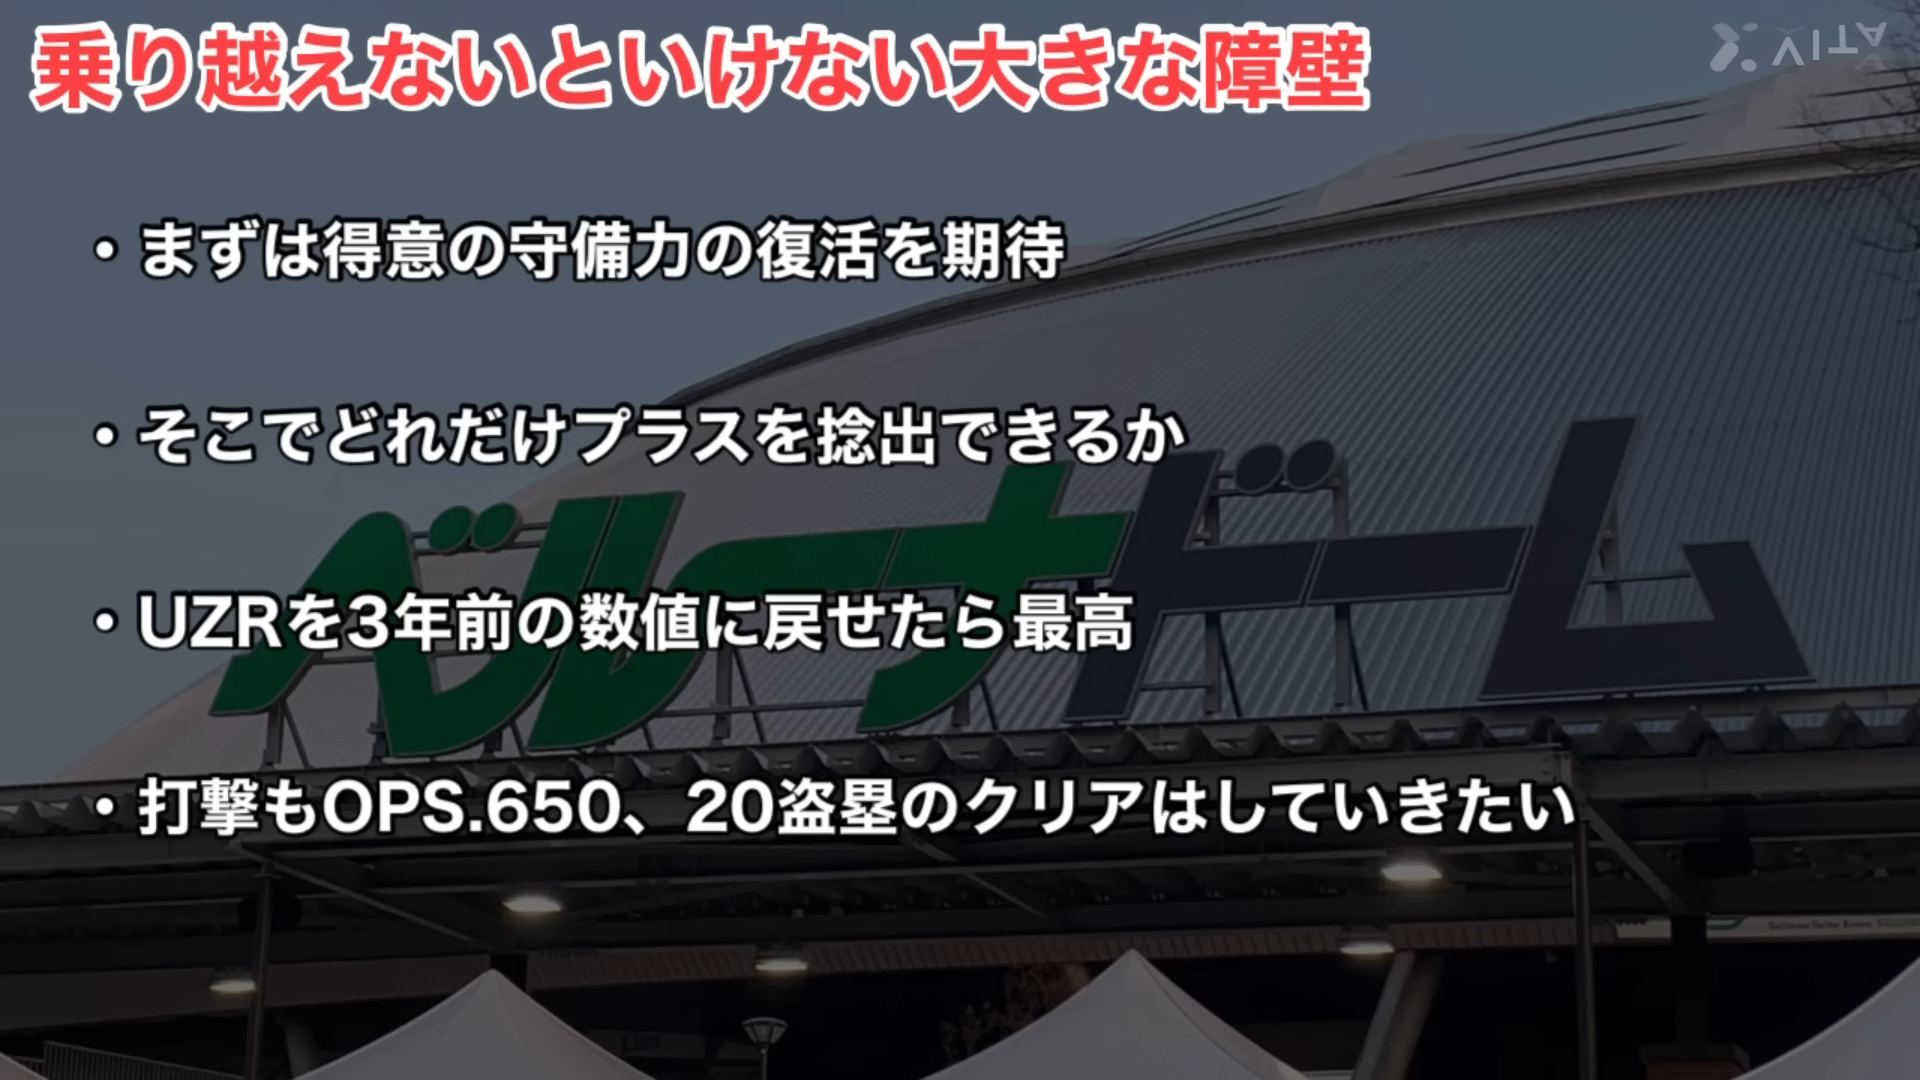 乗り越えないといけない大きな障壁
・まずは得意の守備力の復活を期待
・そこでどれだけプラスを捻出できるか
・UZRを3年前の数値に戻せたら最高
・打撃もOPS.650、20盗塁のクリアはしていきたい
ベルーナドーム